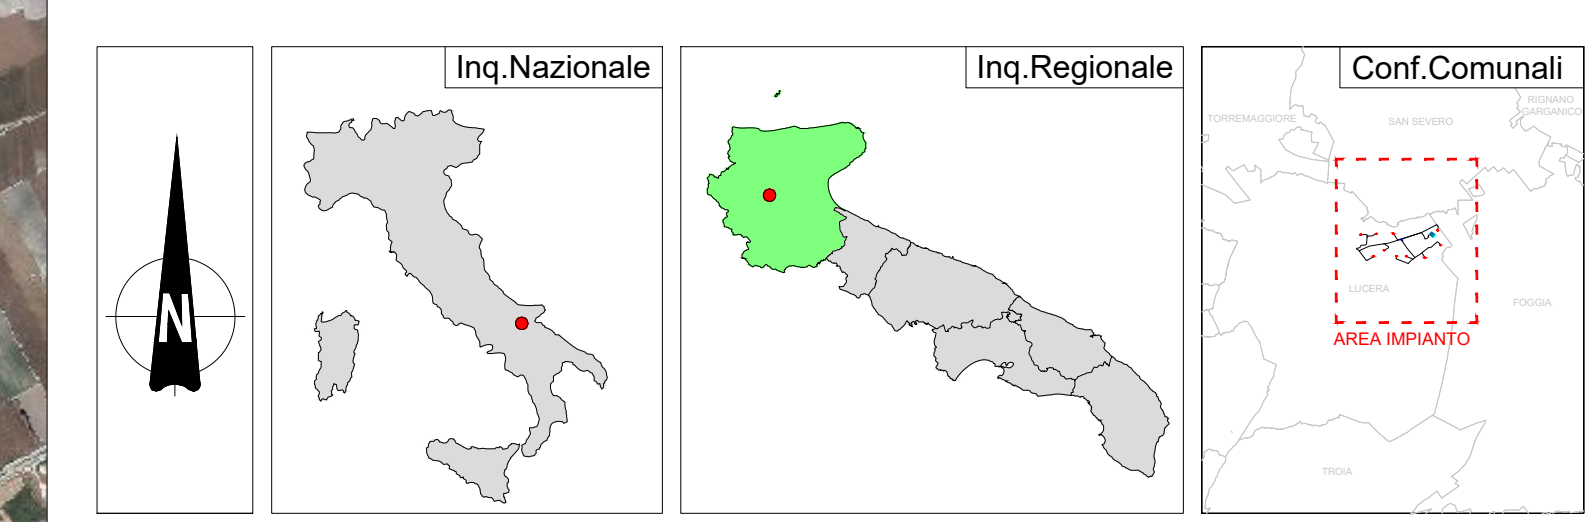 N
Inq.Nazionale
Inq.Regionale
Conf.Comunali
RIGNANO
GARGANICO
TORREMAGGIORE
SAN SEVERO
LUCERA
FOGGIA
AREA IMPIANTO
TROIA